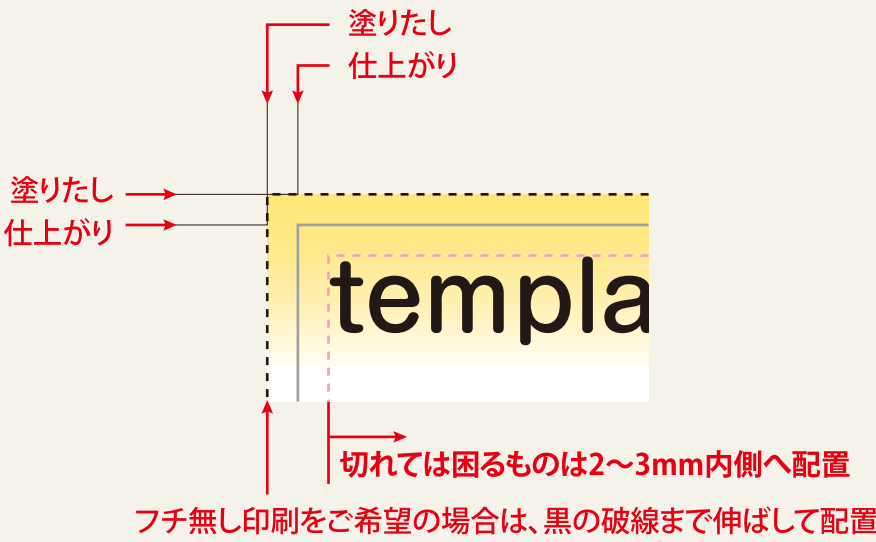 塗りたし
仕上がり
塗りたし
仕上がり
templa
切れては困るものは2〜3mm内側へ配置
フチ無し印刷をご希望の場合は、黒の破線まで伸ばして配置